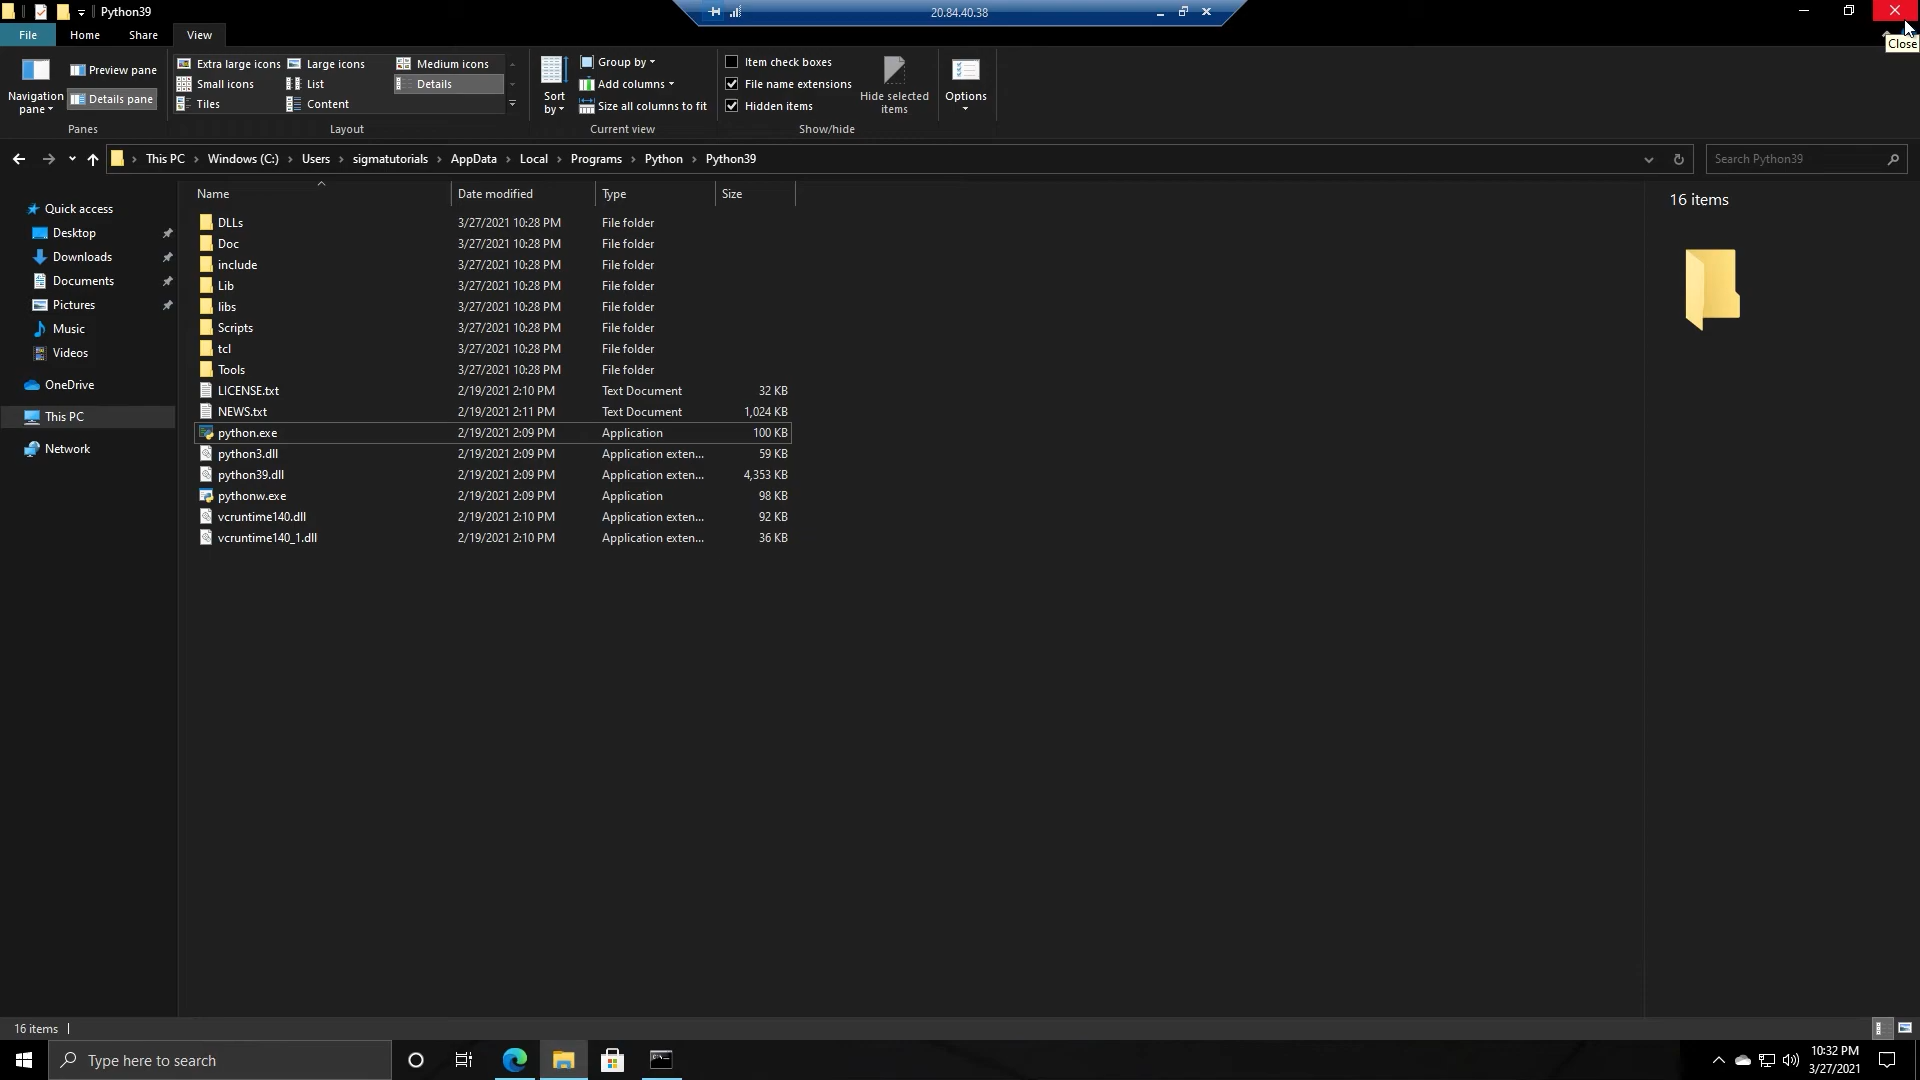 Python39
20.84.40.38
File Home Share View
Close
Navigation pane
Preview pane
Details pane
Panes
Extra large icons Large icons Medium icons
Small icons List Details
Tiles Content
Layout
Sort by
Group by
Add columns
Size all columns to fit
Current view
Item check boxes
File name extensions
Hidden items
Hide selected items
Show/hide
Options
This PC › Windows (C:) › Users › sigmatutorials › AppData › Local › Programs › Python › Python39
Search Python39
Quick access
Desktop
Downloads
Documents
Pictures
Music
Videos
OneDrive
This PC
Network
Name Date modified Type Size
DLLs 3/27/2021 10:28 PM File folder
Doc 3/27/2021 10:28 PM File folder
include 3/27/2021 10:28 PM File folder
Lib 3/27/2021 10:28 PM File folder
libs 3/27/2021 10:28 PM File folder
Scripts 3/27/2021 10:28 PM File folder
tcl 3/27/2021 10:28 PM File folder
Tools 3/27/2021 10:28 PM File folder
LICENSE.txt 2/19/2021 2:10 PM Text Document 32 KB
NEWS.txt 2/19/2021 2:11 PM Text Document 1,024 KB
python.exe 2/19/2021 2:09 PM Application 100 KB
python3.dll 2/19/2021 2:09 PM Application exten... 59 KB
python39.dll 2/19/2021 2:09 PM Application exten... 4,353 KB
pythonw.exe 2/19/2021 2:09 PM Application 98 KB
vcruntime140.dll 2/19/2021 2:10 PM Application exten... 92 KB
vcruntime140_1.dll 2/19/2021 2:10 PM Application exten... 36 KB
16 items
16 items
Type here to search
10:32 PM
3/27/2021